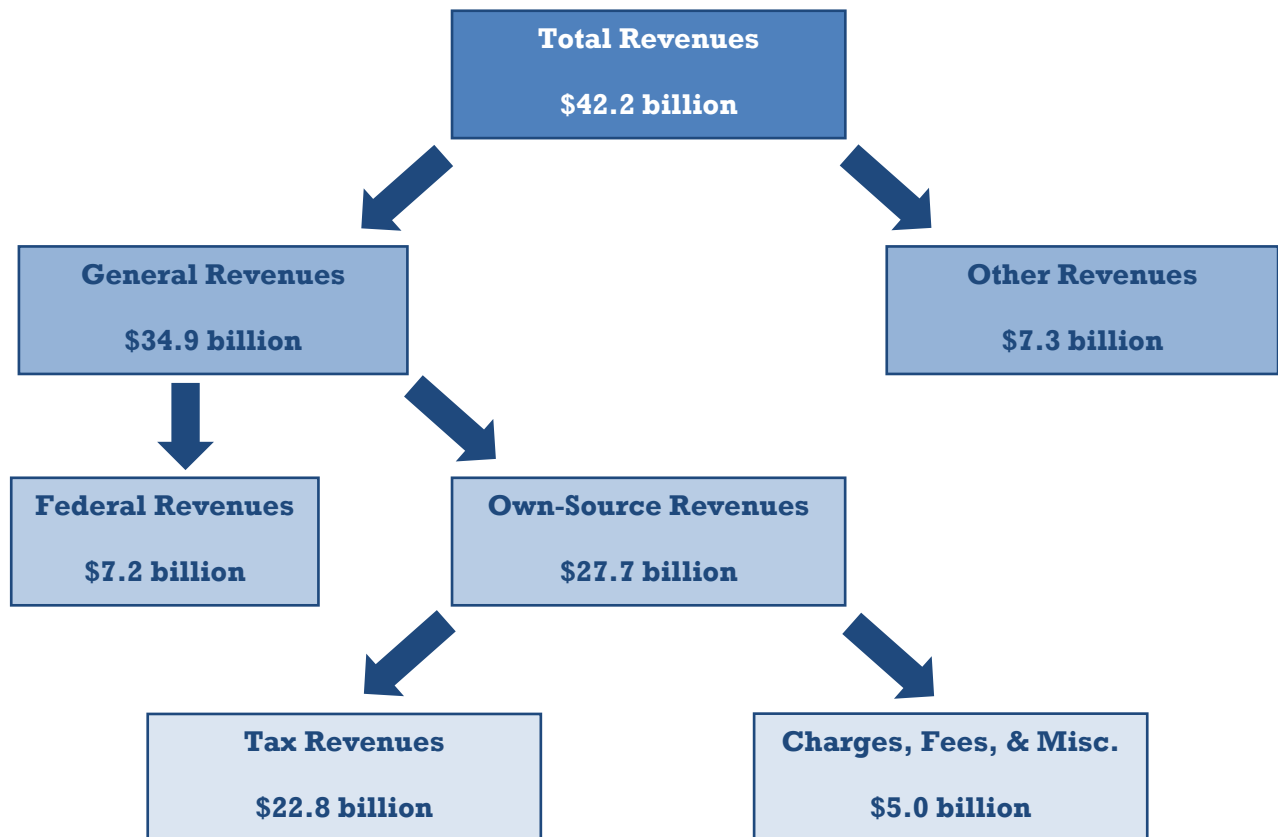 Total Revenues
$42.2 billion
General Revenues
$34.9 billion
Other Revenues
$7.3 billion
Federal Revenues
$7.2 billion
Own-Source Revenues
$27.7 billion
Tax Revenues
$22.8 billion
Charges, Fees, & Misc.
$5.0 billion